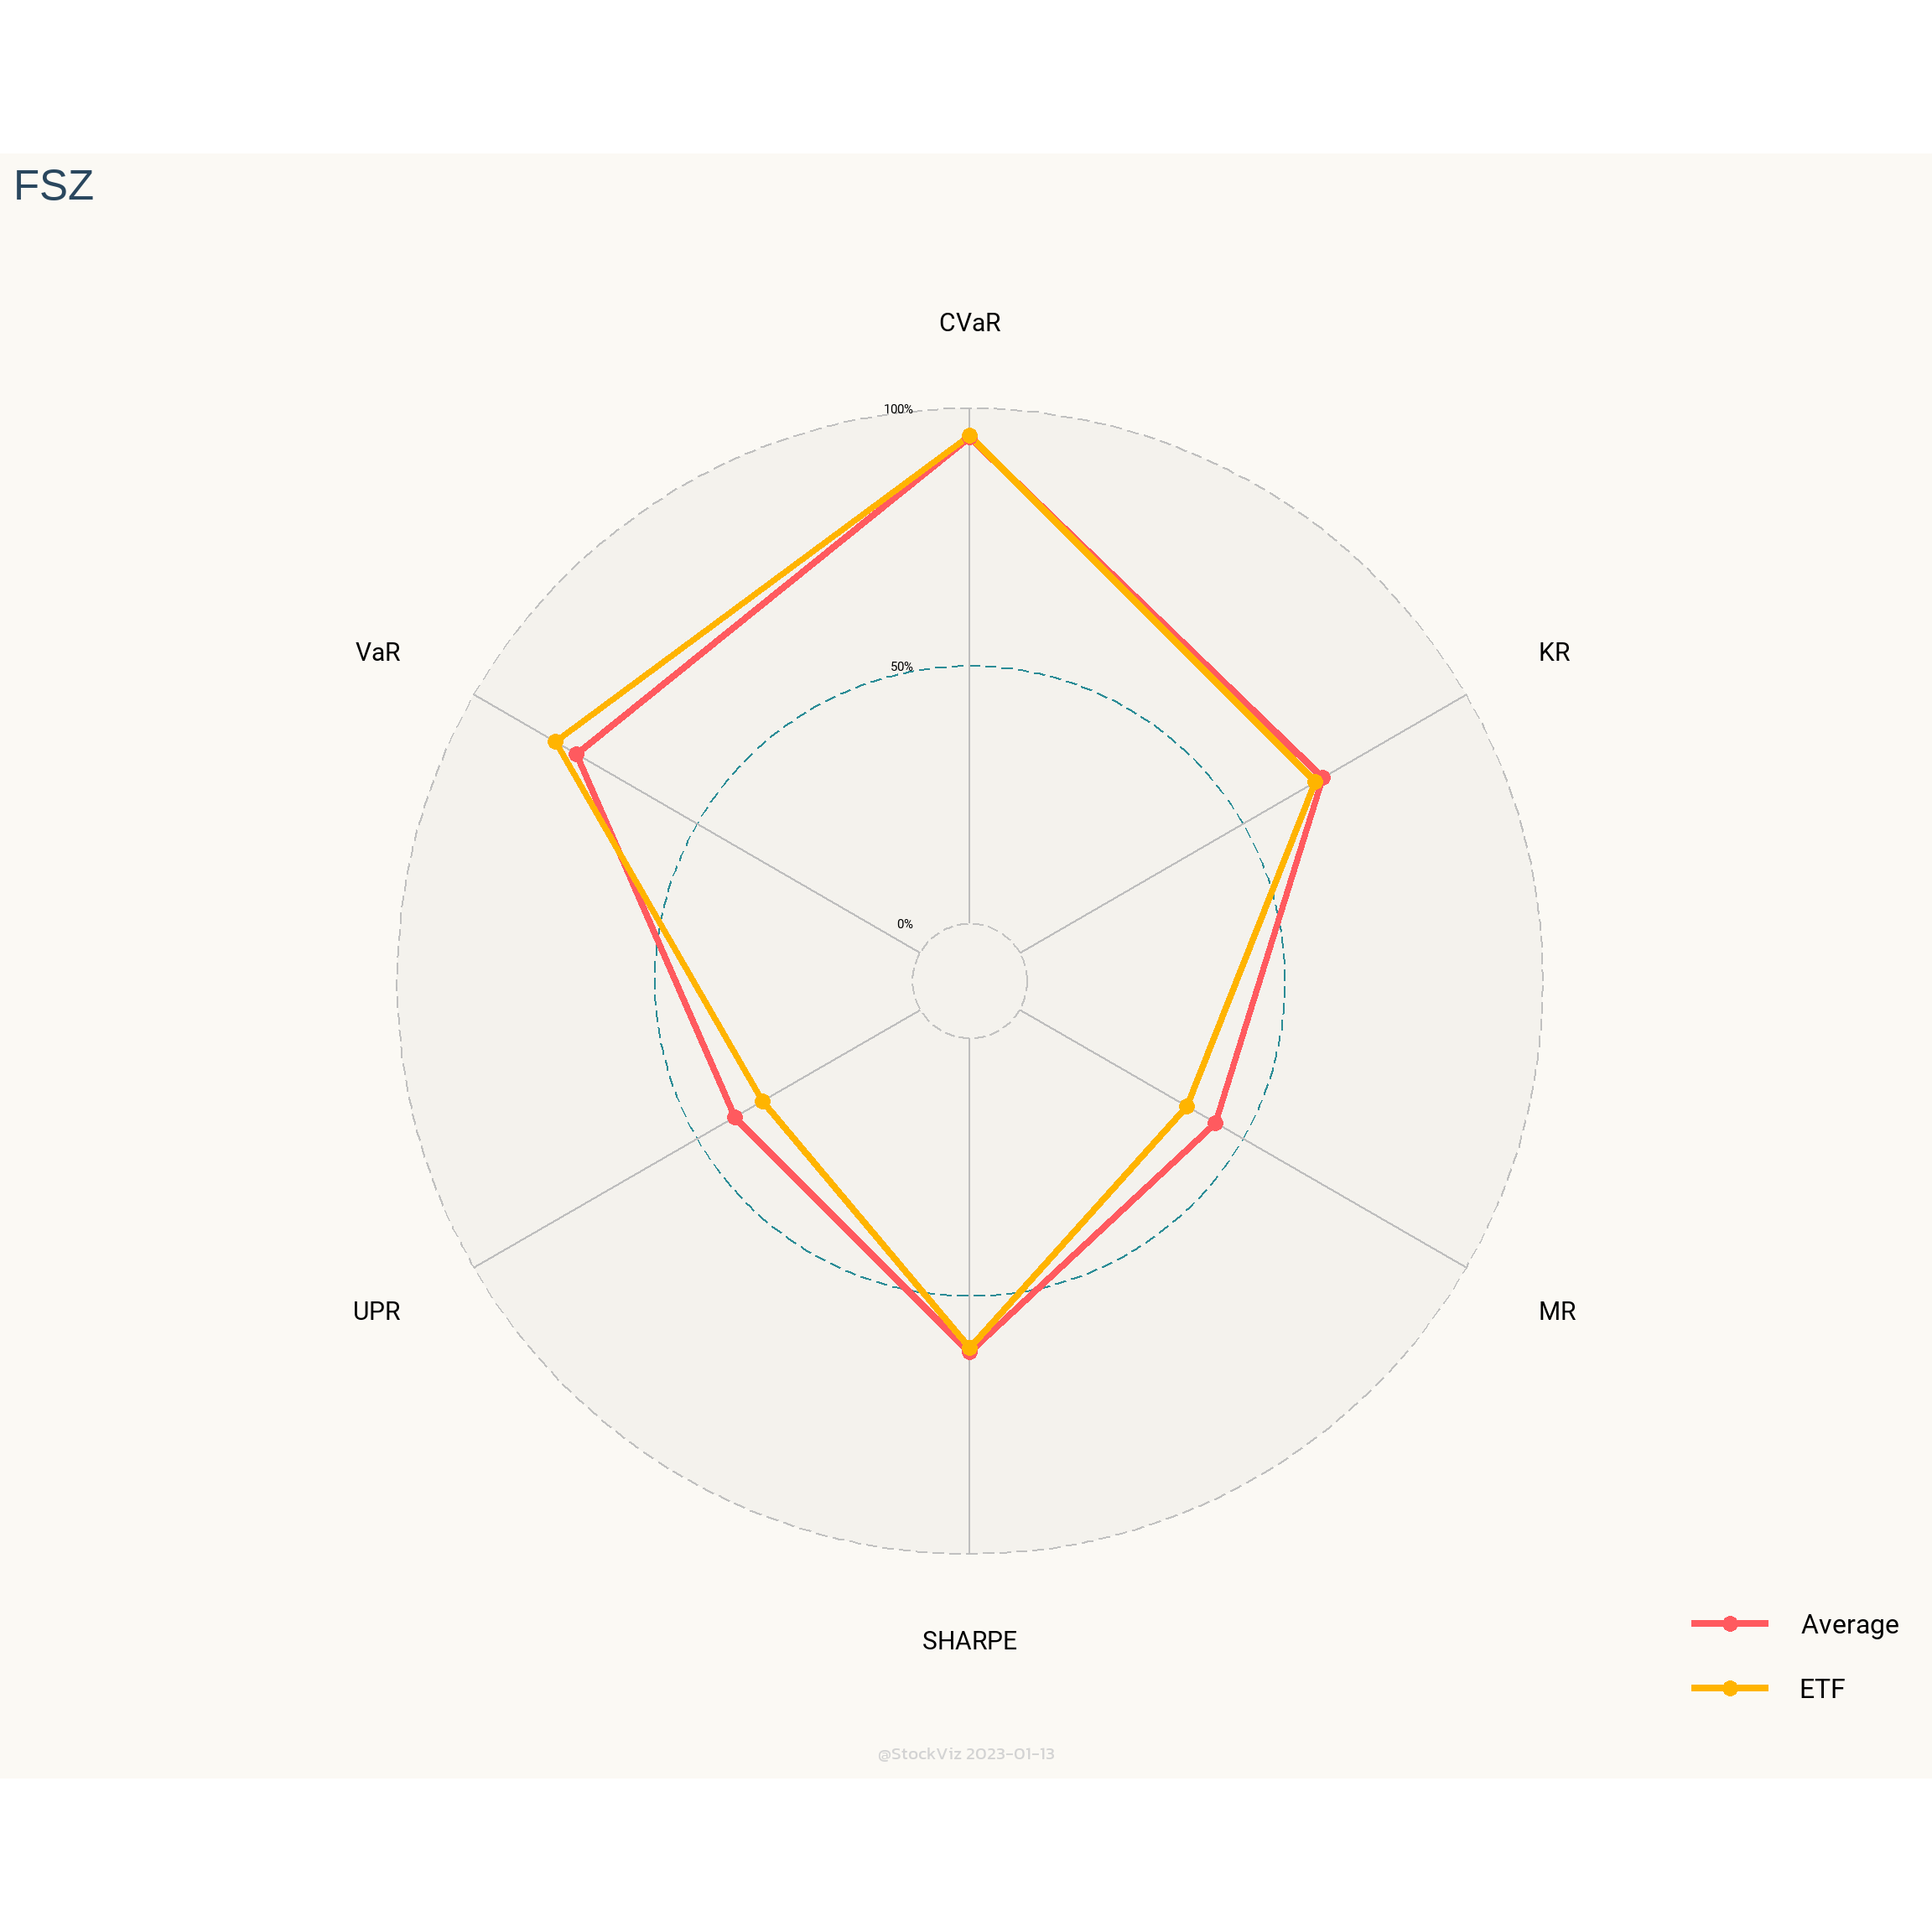 FSZ
CVaR
100%
VaR
KR
50%
0%
UPR
MR
SHARPE
Average
ETF
@StockViz 2023-01-13